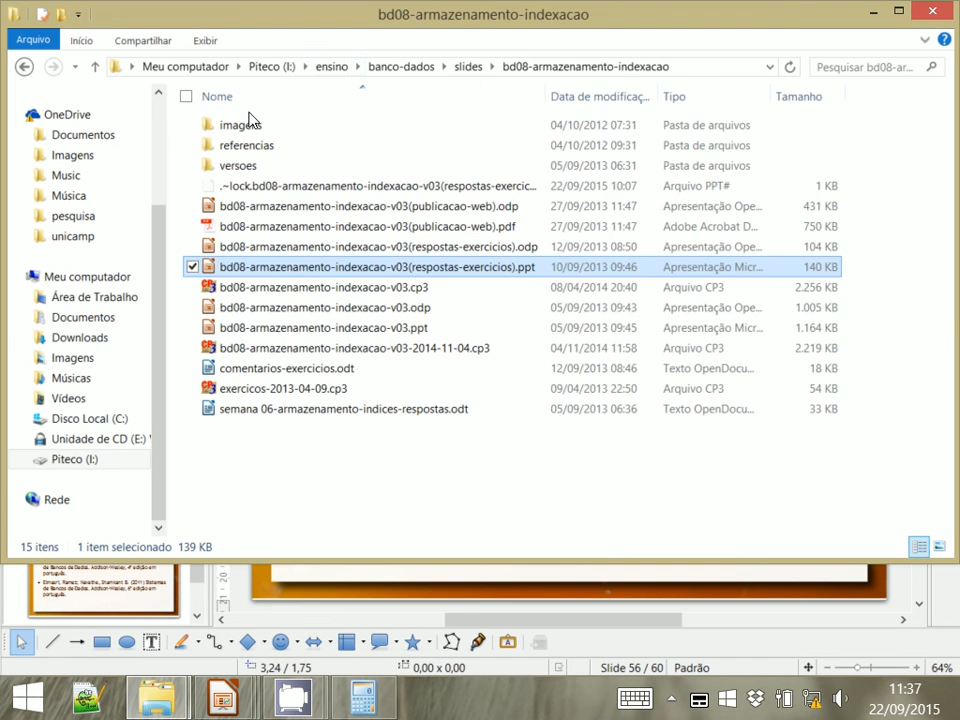 bd08-armazenamento-indexacao
Arquivo Início Compartilhar Exibir
Meu computador Piteco (I:) ensino banco-dados slides bd08-armazenamento-indexacao Pesquisar bd08-ar...
Nome Data de modificaç... Tipo Tamanho
OneDrive
Documentos
Imagens
Music
Música
pesquisa
unicamp
Meu computador
Área de Trabalho
Documentos
Downloads
Imagens
Músicas
Vídeos
Disco Local (C:)
Unidade de CD (E:)
Piteco (I:)
Rede
imagens 04/10/2012 07:31 Pasta de arquivos
referencias 04/10/2012 09:31 Pasta de arquivos
versoes 05/09/2013 06:31 Pasta de arquivos
.~lock.bd08-armazenamento-indexacao-v03(respostas-exercic... 22/09/2015 10:07 Arquivo PPT# 1 KB
bd08-armazenamento-indexacao-v03(publicacao-web).odp 27/09/2013 11:47 Apresentação Ope... 431 KB
bd08-armazenamento-indexacao-v03(publicacao-web).pdf 27/09/2013 11:47 Adobe Acrobat D... 750 KB
bd08-armazenamento-indexacao-v03(respostas-exercicios).odp 12/09/2013 08:50 Apresentação Ope... 104 KB
bd08-armazenamento-indexacao-v03(respostas-exercicios).ppt 10/09/2013 09:46 Apresentação Micr... 140 KB
bd08-armazenamento-indexacao-v03.cp3 08/04/2014 20:40 Arquivo CP3 2.256 KB
bd08-armazenamento-indexacao-v03.odp 05/09/2013 09:43 Apresentação Ope... 1.005 KB
bd08-armazenamento-indexacao-v03.ppt 05/09/2013 09:45 Apresentação Micr... 1.164 KB
bd08-armazenamento-indexacao-v03-2014-11-04.cp3 04/11/2014 11:58 Arquivo CP3 2.219 KB
comentarios-exercicios.odt 12/09/2013 08:46 Texto OpenDocu... 18 KB
exercicos-2013-04-09.cp3 09/04/2013 22:50 Arquivo CP3 54 KB
semana 06-armazenamento-indices-respostas.odt 05/09/2013 06:36 Texto OpenDocu... 33 KB
15 itens 1 item selecionado 139 KB
de Bancos de Dados. Addison-Wesley, 4ª edição em
português.
3,24 / 1,75 0,00 x 0,00 Slide 56 / 60 Padrão 64%
11:37
22/09/2015